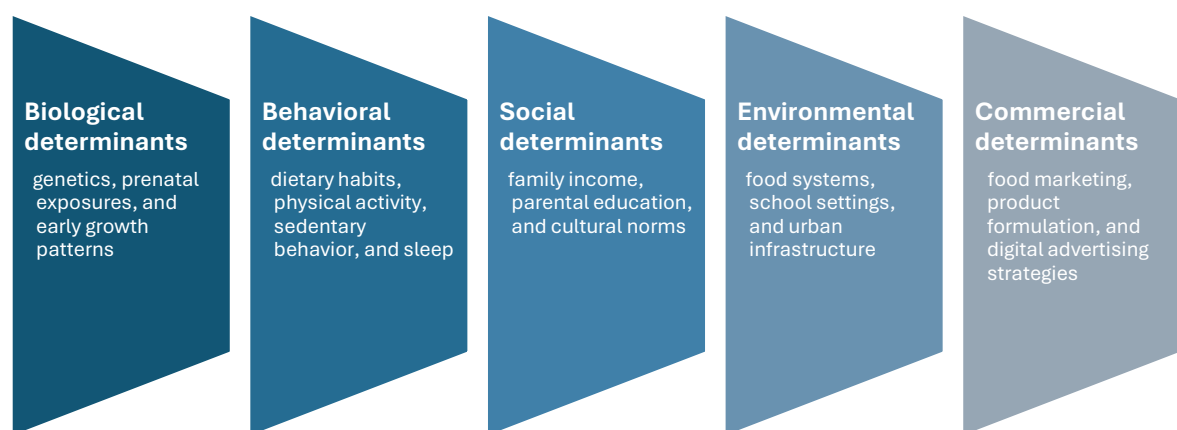 Biological
determinants
genetics, prenatal
exposures, and
early growth
patterns
Behavioral
determinants
dietary habits,
physical activity,
sedentary
behavior, and sleep
Social
determinants
family income,
parental education,
and cultural norms
Environmental
determinants
food systems,
school settings,
and urban
infrastructure
Commercial
determinants
food marketing,
product
formulation, and
digital advertising
strategies